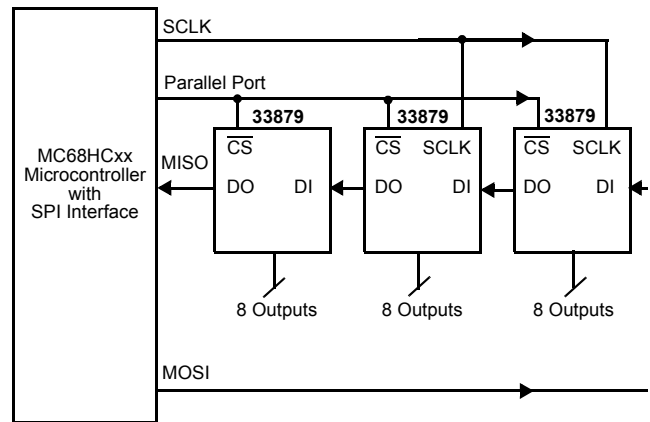 SCLK
Parallel Port
33879 33879 33879
CS CS SCLK CS SCLK
MC68HCxx
Microcontroller
with
SPI Interface
MISO
DO DI DO DI DO DI
8 Outputs 8 Outputs 8 Outputs
MOSI